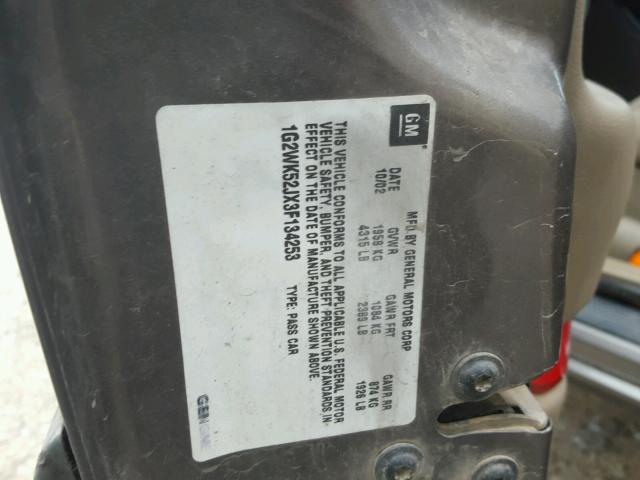 GM
MFD. BY GENERAL MOTORS CORP
DATE GVWR GAWR FRT GAWR RR
10/02 1959 KG 1084 KG 874 KG
4315 LB 2389 LB 1926 LB
THIS VEHICLE CONFORMS TO ALL APPLICABLE U.S. FEDERAL MOTOR
VEHICLE SAFETY, BUMPER, AND THEFT PREVENTION STANDARDS IN
EFFECT ON THE DATE OF MANUFACTURE SHOWN ABOVE.
1G2WK52JX3F134253 TYPE: PASS CAR